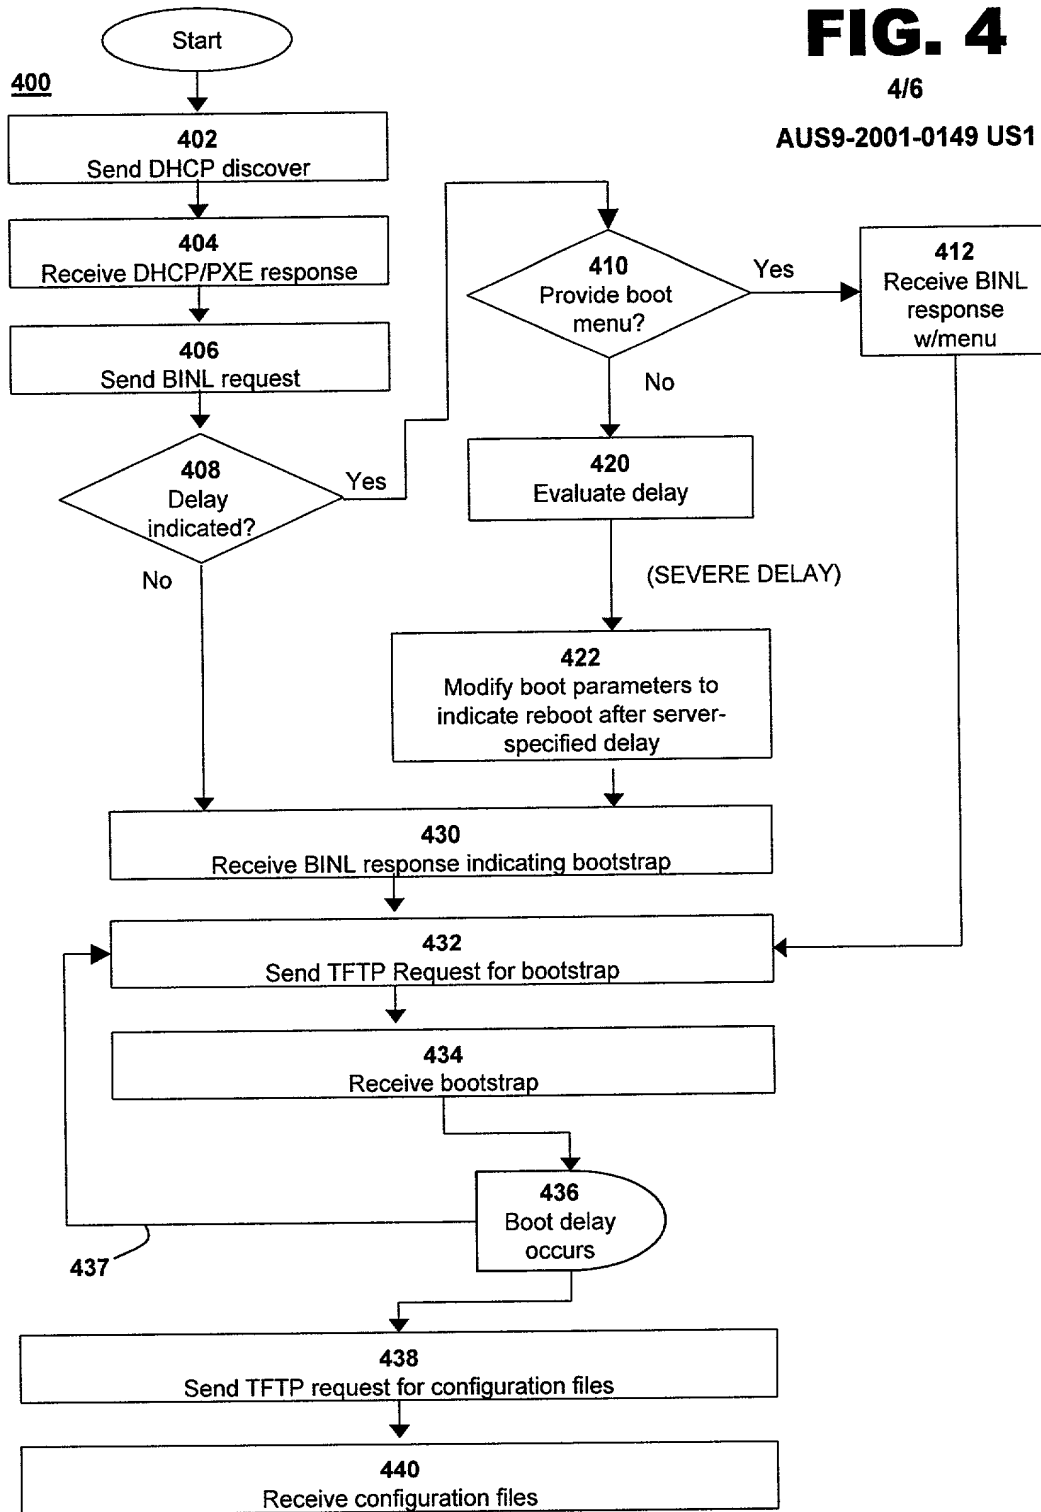 FIG. 4
4/6
AUS9-2001-0149 US1
400
Start
402
Send DHCP discover
404
Receive DHCP/PXE response
406
Send BINL request
408
Delay
indicated?
Yes
No
410
Provide boot
menu?
Yes
No
412
Receive BINL
response
w/menu
420
Evaluate delay
(SEVERE DELAY)
422
Modify boot parameters to
indicate reboot after server-
specified delay
430
Receive BINL response indicating bootstrap
432
Send TFTP Request for bootstrap
434
Receive bootstrap
436
Boot delay
occurs
437
438
Send TFTP request for configuration files
440
Receive configuration files